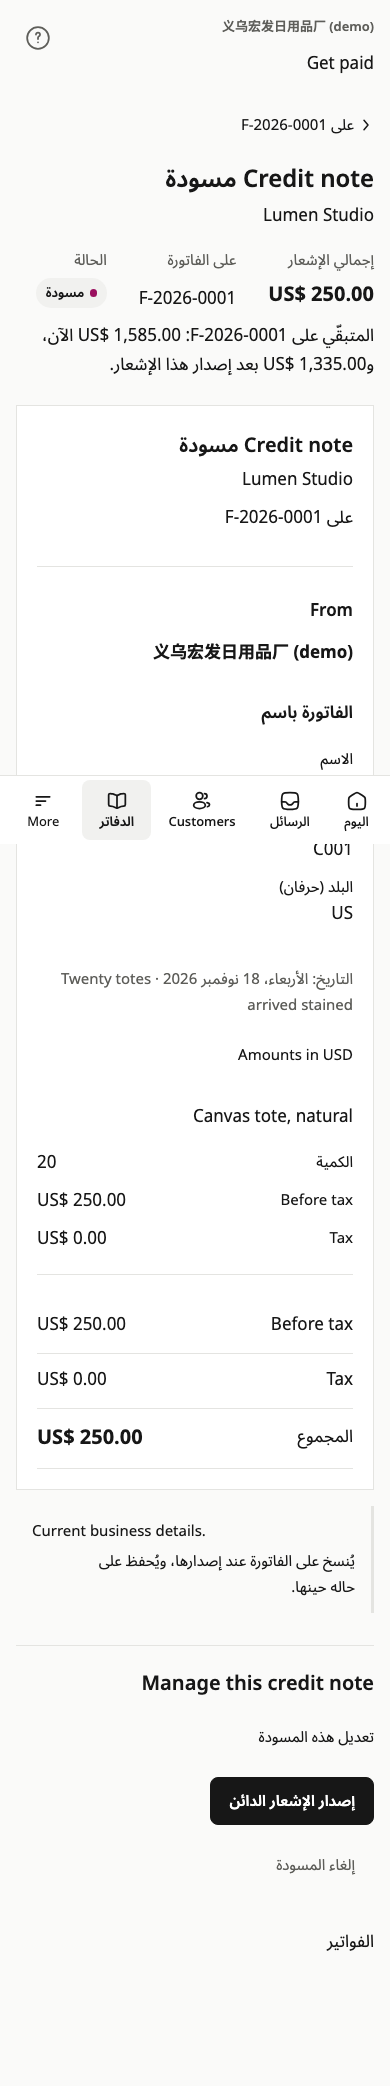 义乌宏发日用品厂 (demo)
Get paid
على F-2026-0001
Credit note مسودة
Lumen Studio
إجمالي الإشعار
على الفاتورة
الحالة
US$ 250.00
F-2026-0001
مسودة
المتبقّي على F-2026-0001: US$ 1,585.00 الآن،
وUS$ 1,335.00 بعد إصدار هذا الإشعار.
Credit note مسودة
Lumen Studio
على F-2026-0001
From
义乌宏发日用品厂 (demo)
الفاتورة باسم
الاسم
اليوم
الرسائل
Customers
الدفاتر
More
C001
البلد (حرفان)
US
التاريخ: الأربعاء، 18 نوفمبر 2026 · Twenty totes
arrived stained
Amounts in USD
Canvas tote, natural
الكمية
20
Before tax
US$ 250.00
Tax
US$ 0.00
Before tax
US$ 250.00
Tax
US$ 0.00
المجموع
US$ 250.00
Current business details.
يُنسخ على الفاتورة عند إصدارها، ويُحفظ على
حاله حينها.
Manage this credit note
تعديل هذه المسودة
إصدار الإشعار الدائن
إلغاء المسودة
الفواتير